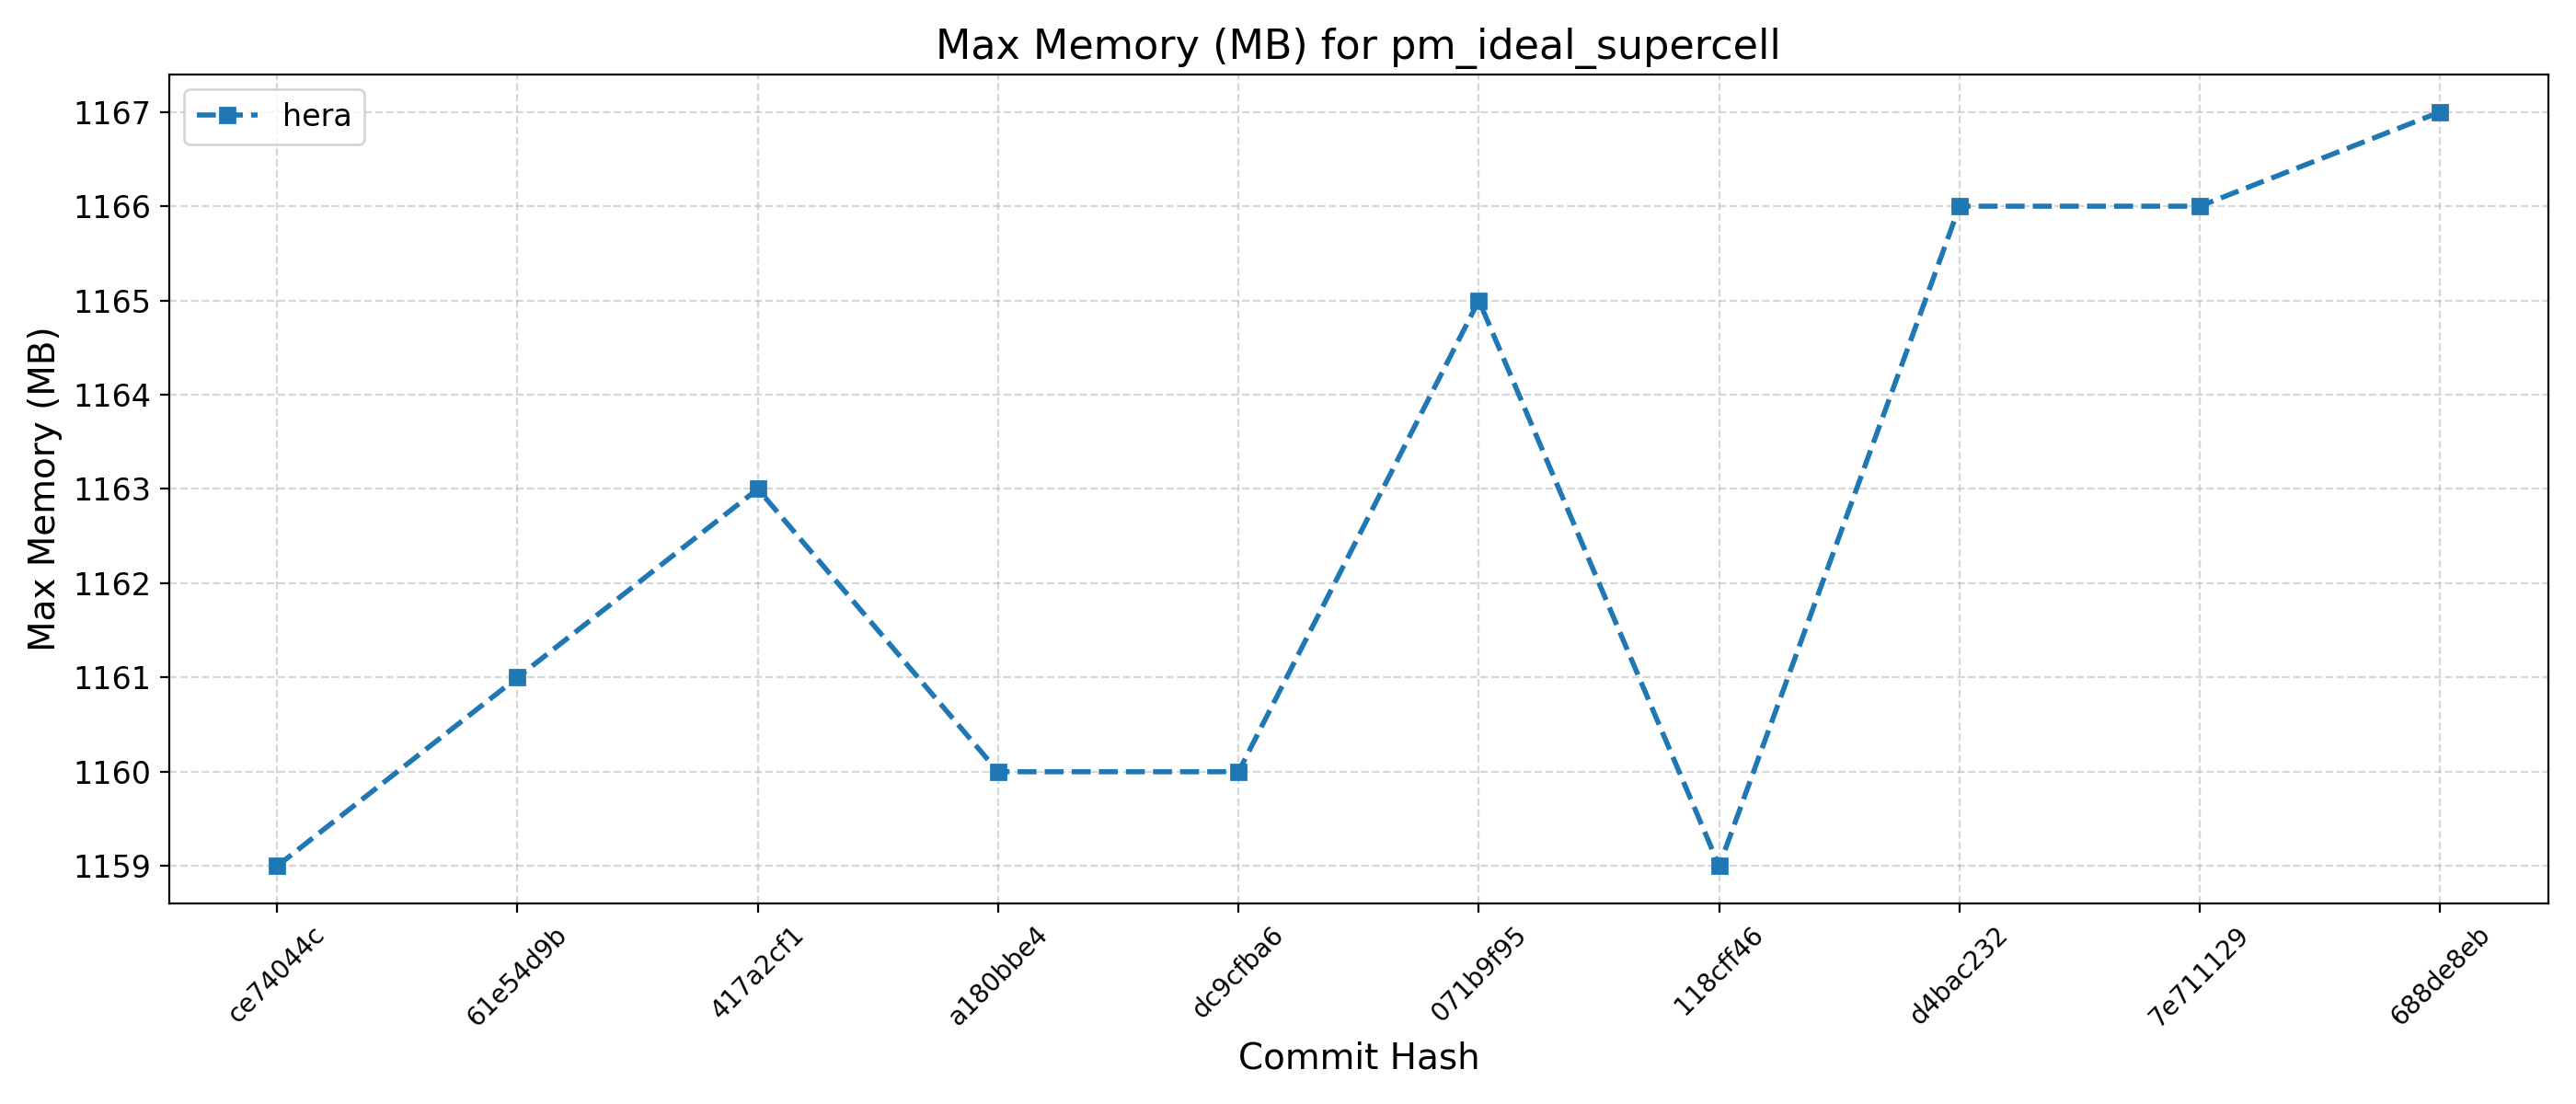 Max Memory (MB) for pm_ideal_supercell
hera
Max Memory (MB)
1167
1166
1165
1164
1163
1162
1161
1160
1159
ce74044c
61e54d9b
417a2cf1
a180bbe4
dc9cfba6
071b9f95
118cff46
d4bac232
7e711129
688de8eb
Commit Hash